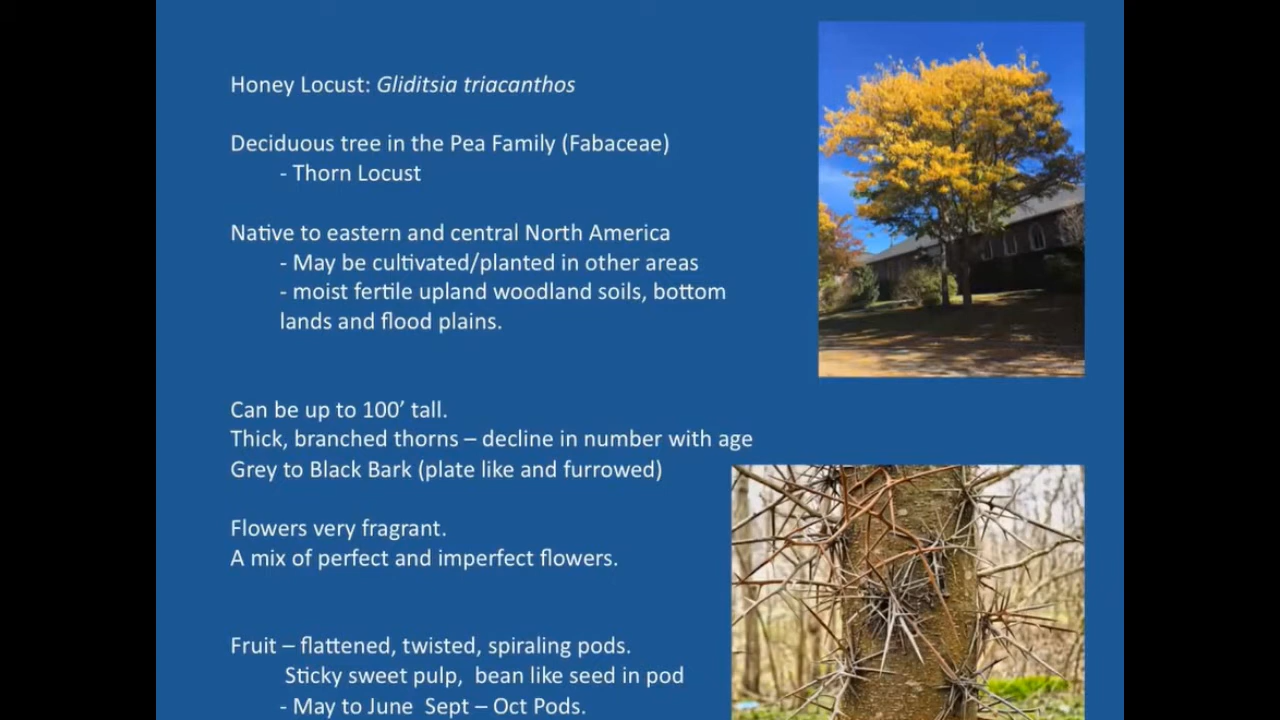 Honey Locust: Gliditsia triacanthos
Deciduous tree in the Pea Family (Fabaceae)
- Thorn Locust
Native to eastern and central North America
- May be cultivated/planted in other areas
- moist fertile upland woodland soils, bottom
lands and flood plains.
Can be up to 100’ tall.
Thick, branched thorns – decline in number with age
Grey to Black Bark (plate like and furrowed)
Flowers very fragrant.
A mix of perfect and imperfect flowers.
Fruit – flattened, twisted, spiraling pods.
Sticky sweet pulp, bean like seed in pod
- May to June Sept – Oct Pods.